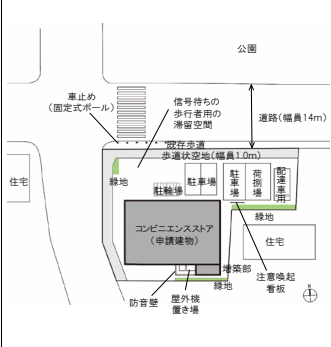 公園
車止め
(固定式ポール)
信号待ちの
歩行者用の
滞留空間
道路(幅員14m)
既存歩道
歩道状空地(幅員1.0m)
住宅
緑地
駐輪場
駐車場
駐車場
荷捌場
配達車用
緑地
コンビニエンスストア
(申請建物)
住宅
増築部
注意喚起
看板
防音壁
屋外機
置き場
緑地
N